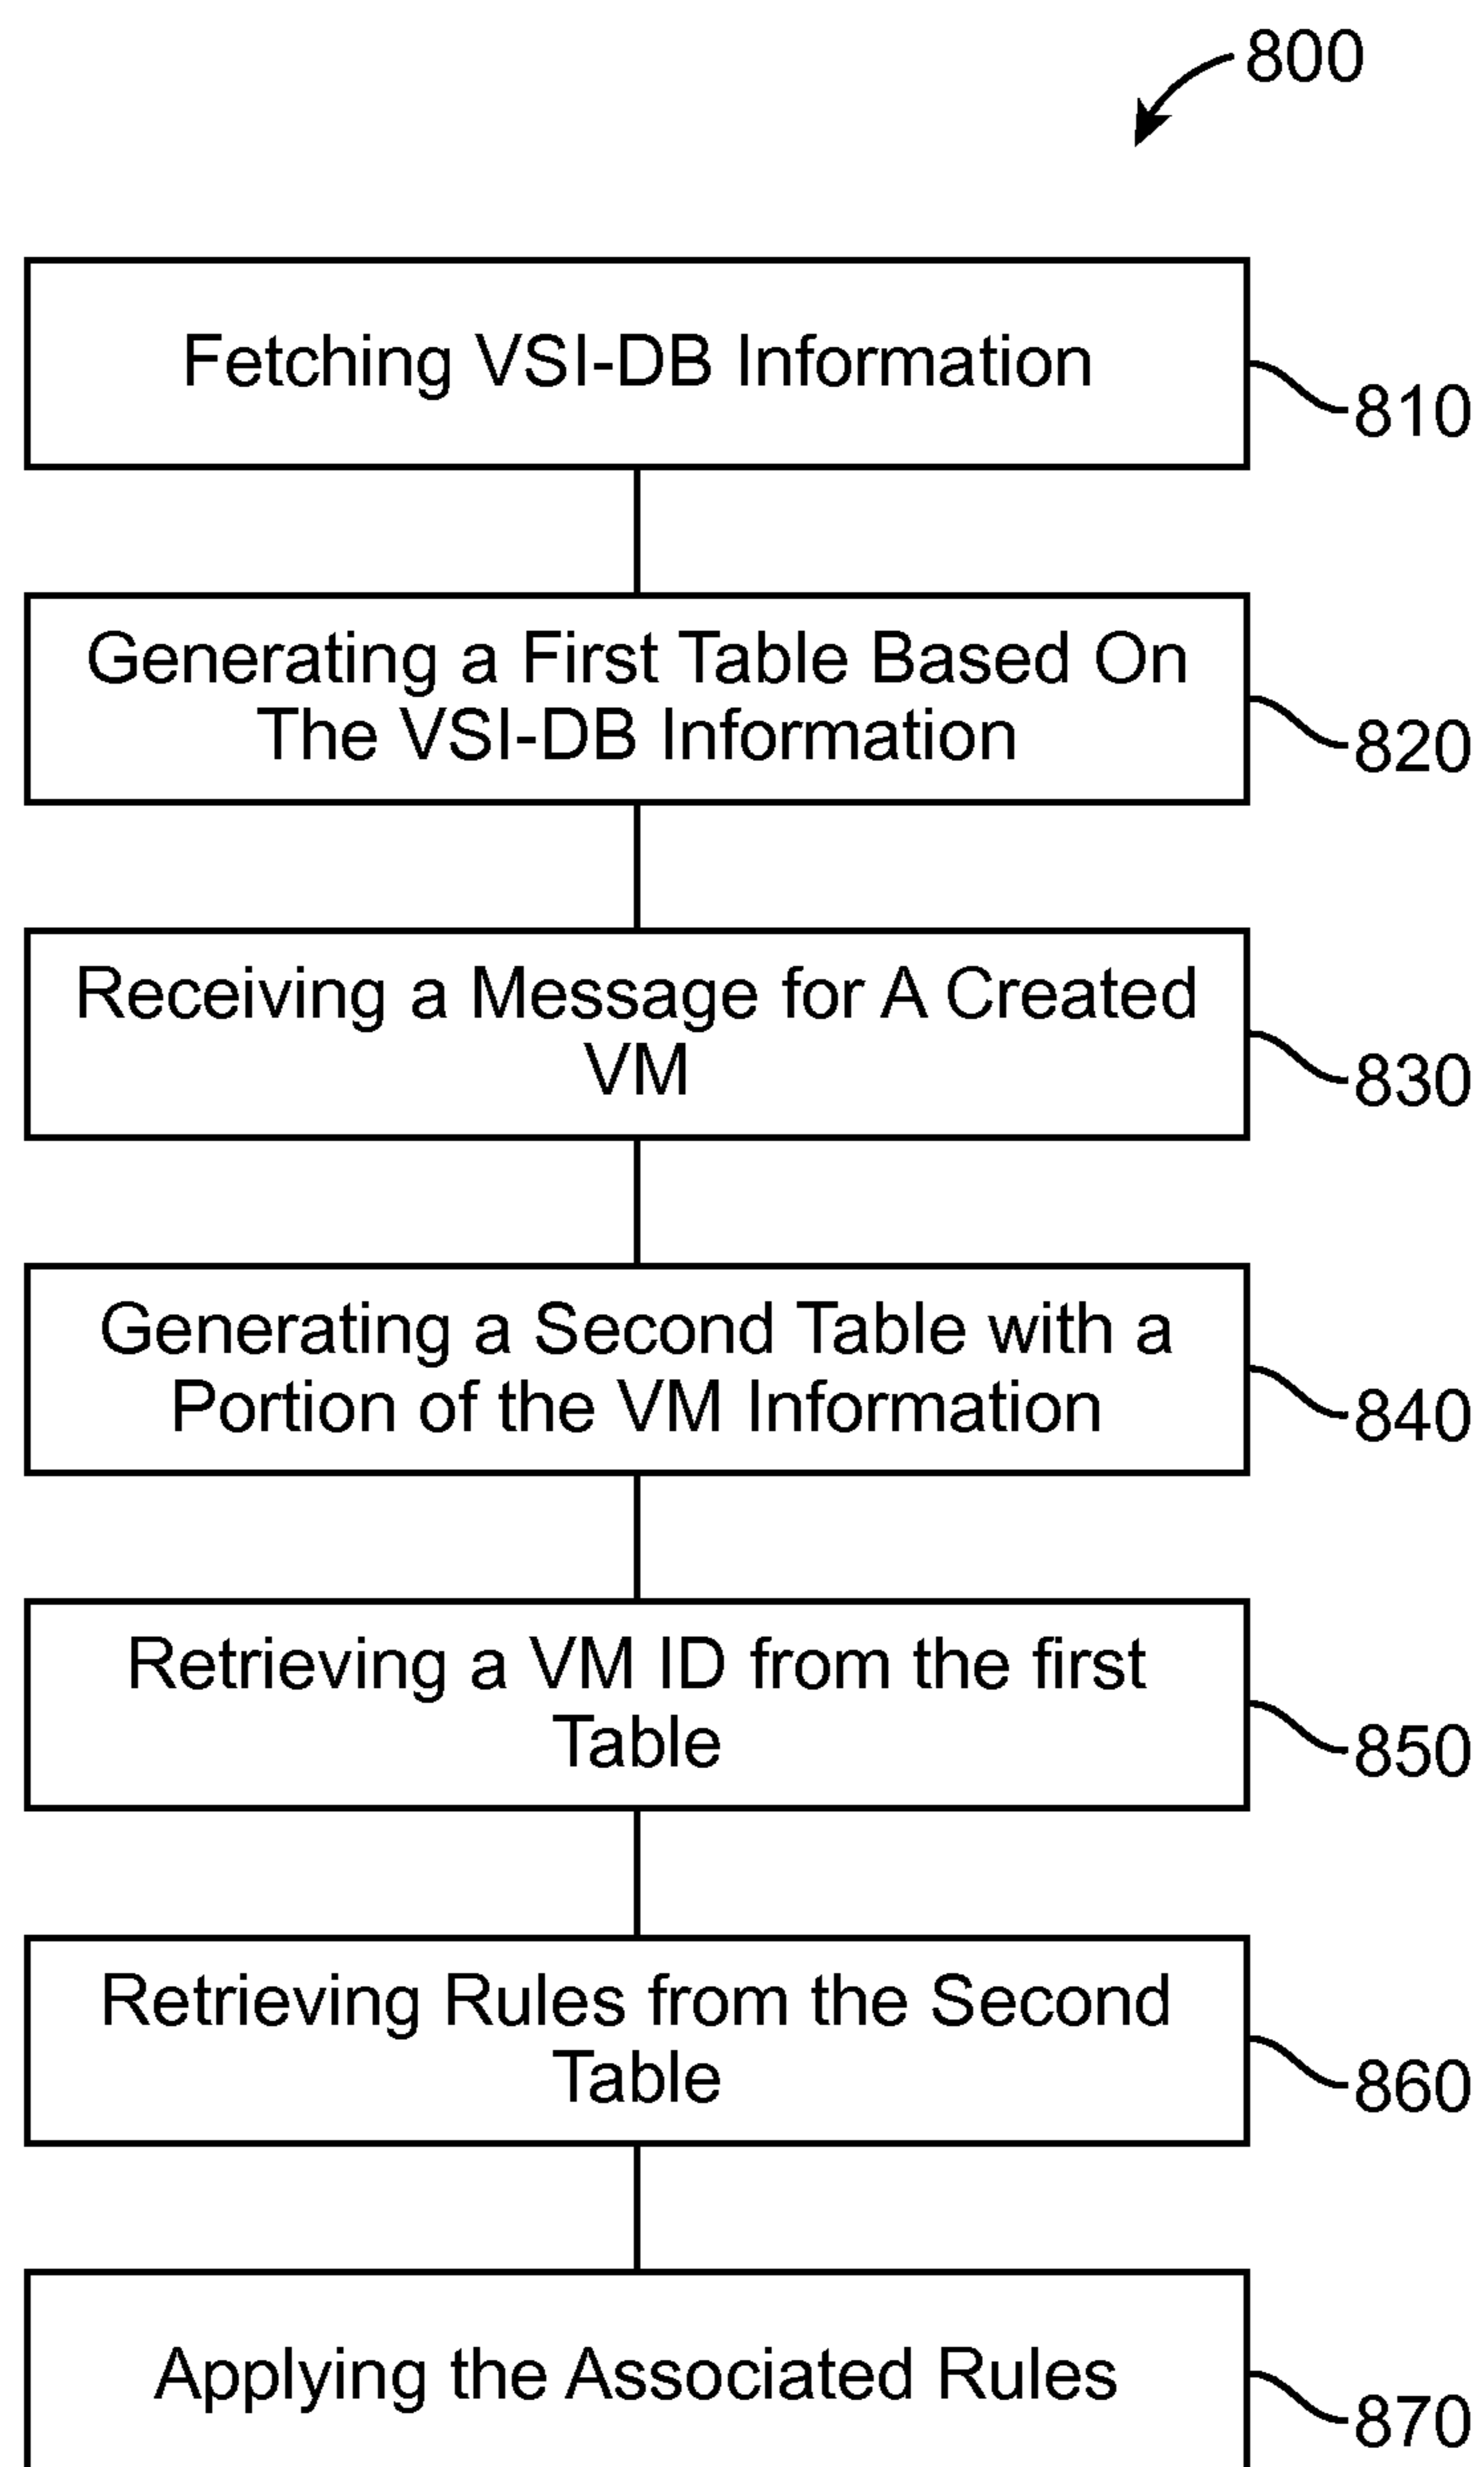 800
Fetching VSI-DB Information
810
Generating a First Table Based On
The VSI-DB Information
820
Receiving a Message for A Created
VM
830
Generating a Second Table with a
Portion of the VM Information
840
Retrieving a VM ID from the first
Table
850
Retrieving Rules from the Second
Table
860
Applying the Associated Rules
870